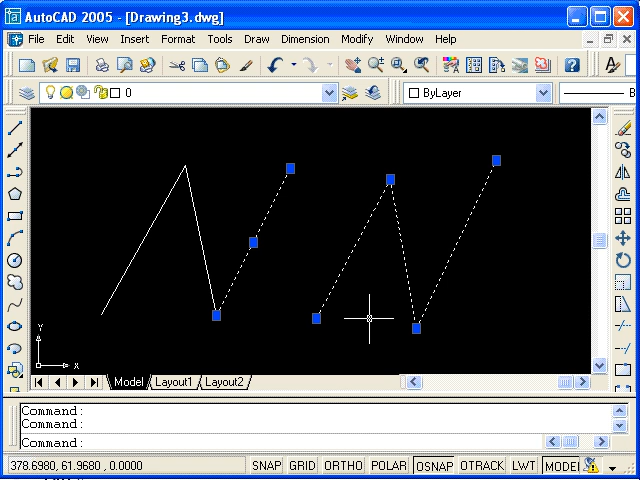 AutoCAD 2005 - [Drawing3.dwg]
File Edit View Insert Format Tools Draw Dimension Modify Window Help
A
0 ByLayer B
Y
X
Model Layout1 Layout2
Command:
Command:
Command:
378.6980, 61.9680 , 0.0000 SNAP GRID ORTHO POLAR OSNAP OTRACK LWT MODEL